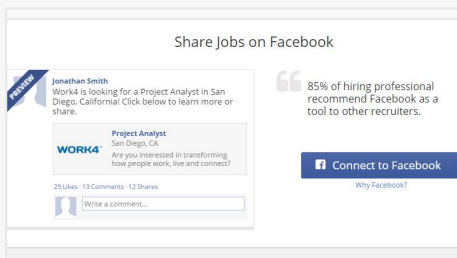 Share Jobs on Facebook
PREVIEW
Jonathan Smith
Work4 is looking for a Project Analyst in San
Diego, California! Click below to learn more or
share.
WORK4
Project Analyst
San Diego, CA
Are you interested in transforming
how people work, live and connect?
29 Likes · 13 Comments · 12 Shares
Write a comment...
85% of hiring professional
recommend Facebook as a
tool to other recruiters.
Connect to Facebook
Why Facebook?